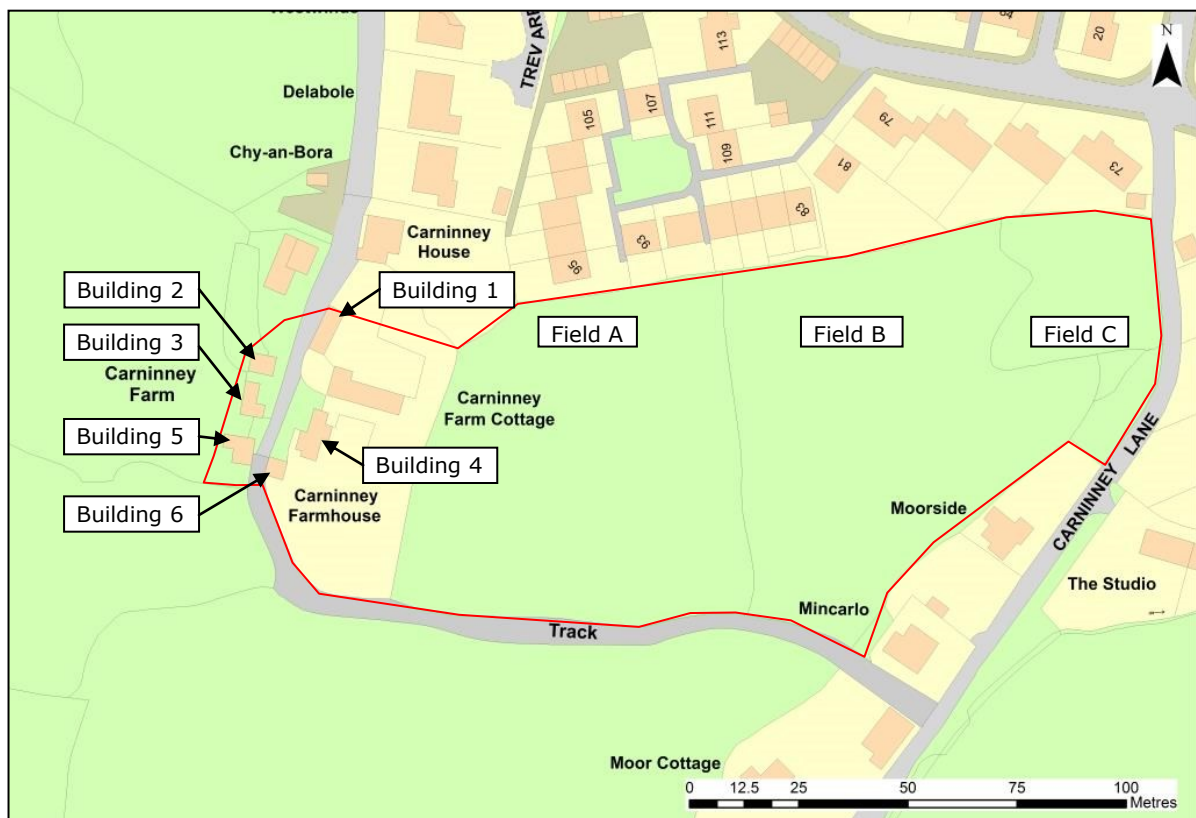 TREV
Delabole
Chy-an-Bora
Carninney
House
113
105
107
111
109
79
81
73
20
83
93
95
N
Building 2
Building 1
Building 3
Field A
Field B
Field C
Carninney
Farm
Carninney
Farm Cottage
Building 5
Building 4
Building 6
Carninney
Farmhouse
Moorside
CARNINNEY LANE
The Studio
Mincarlo
Track
Moor Cottage
0 12.5 25 50 75 100
Metres